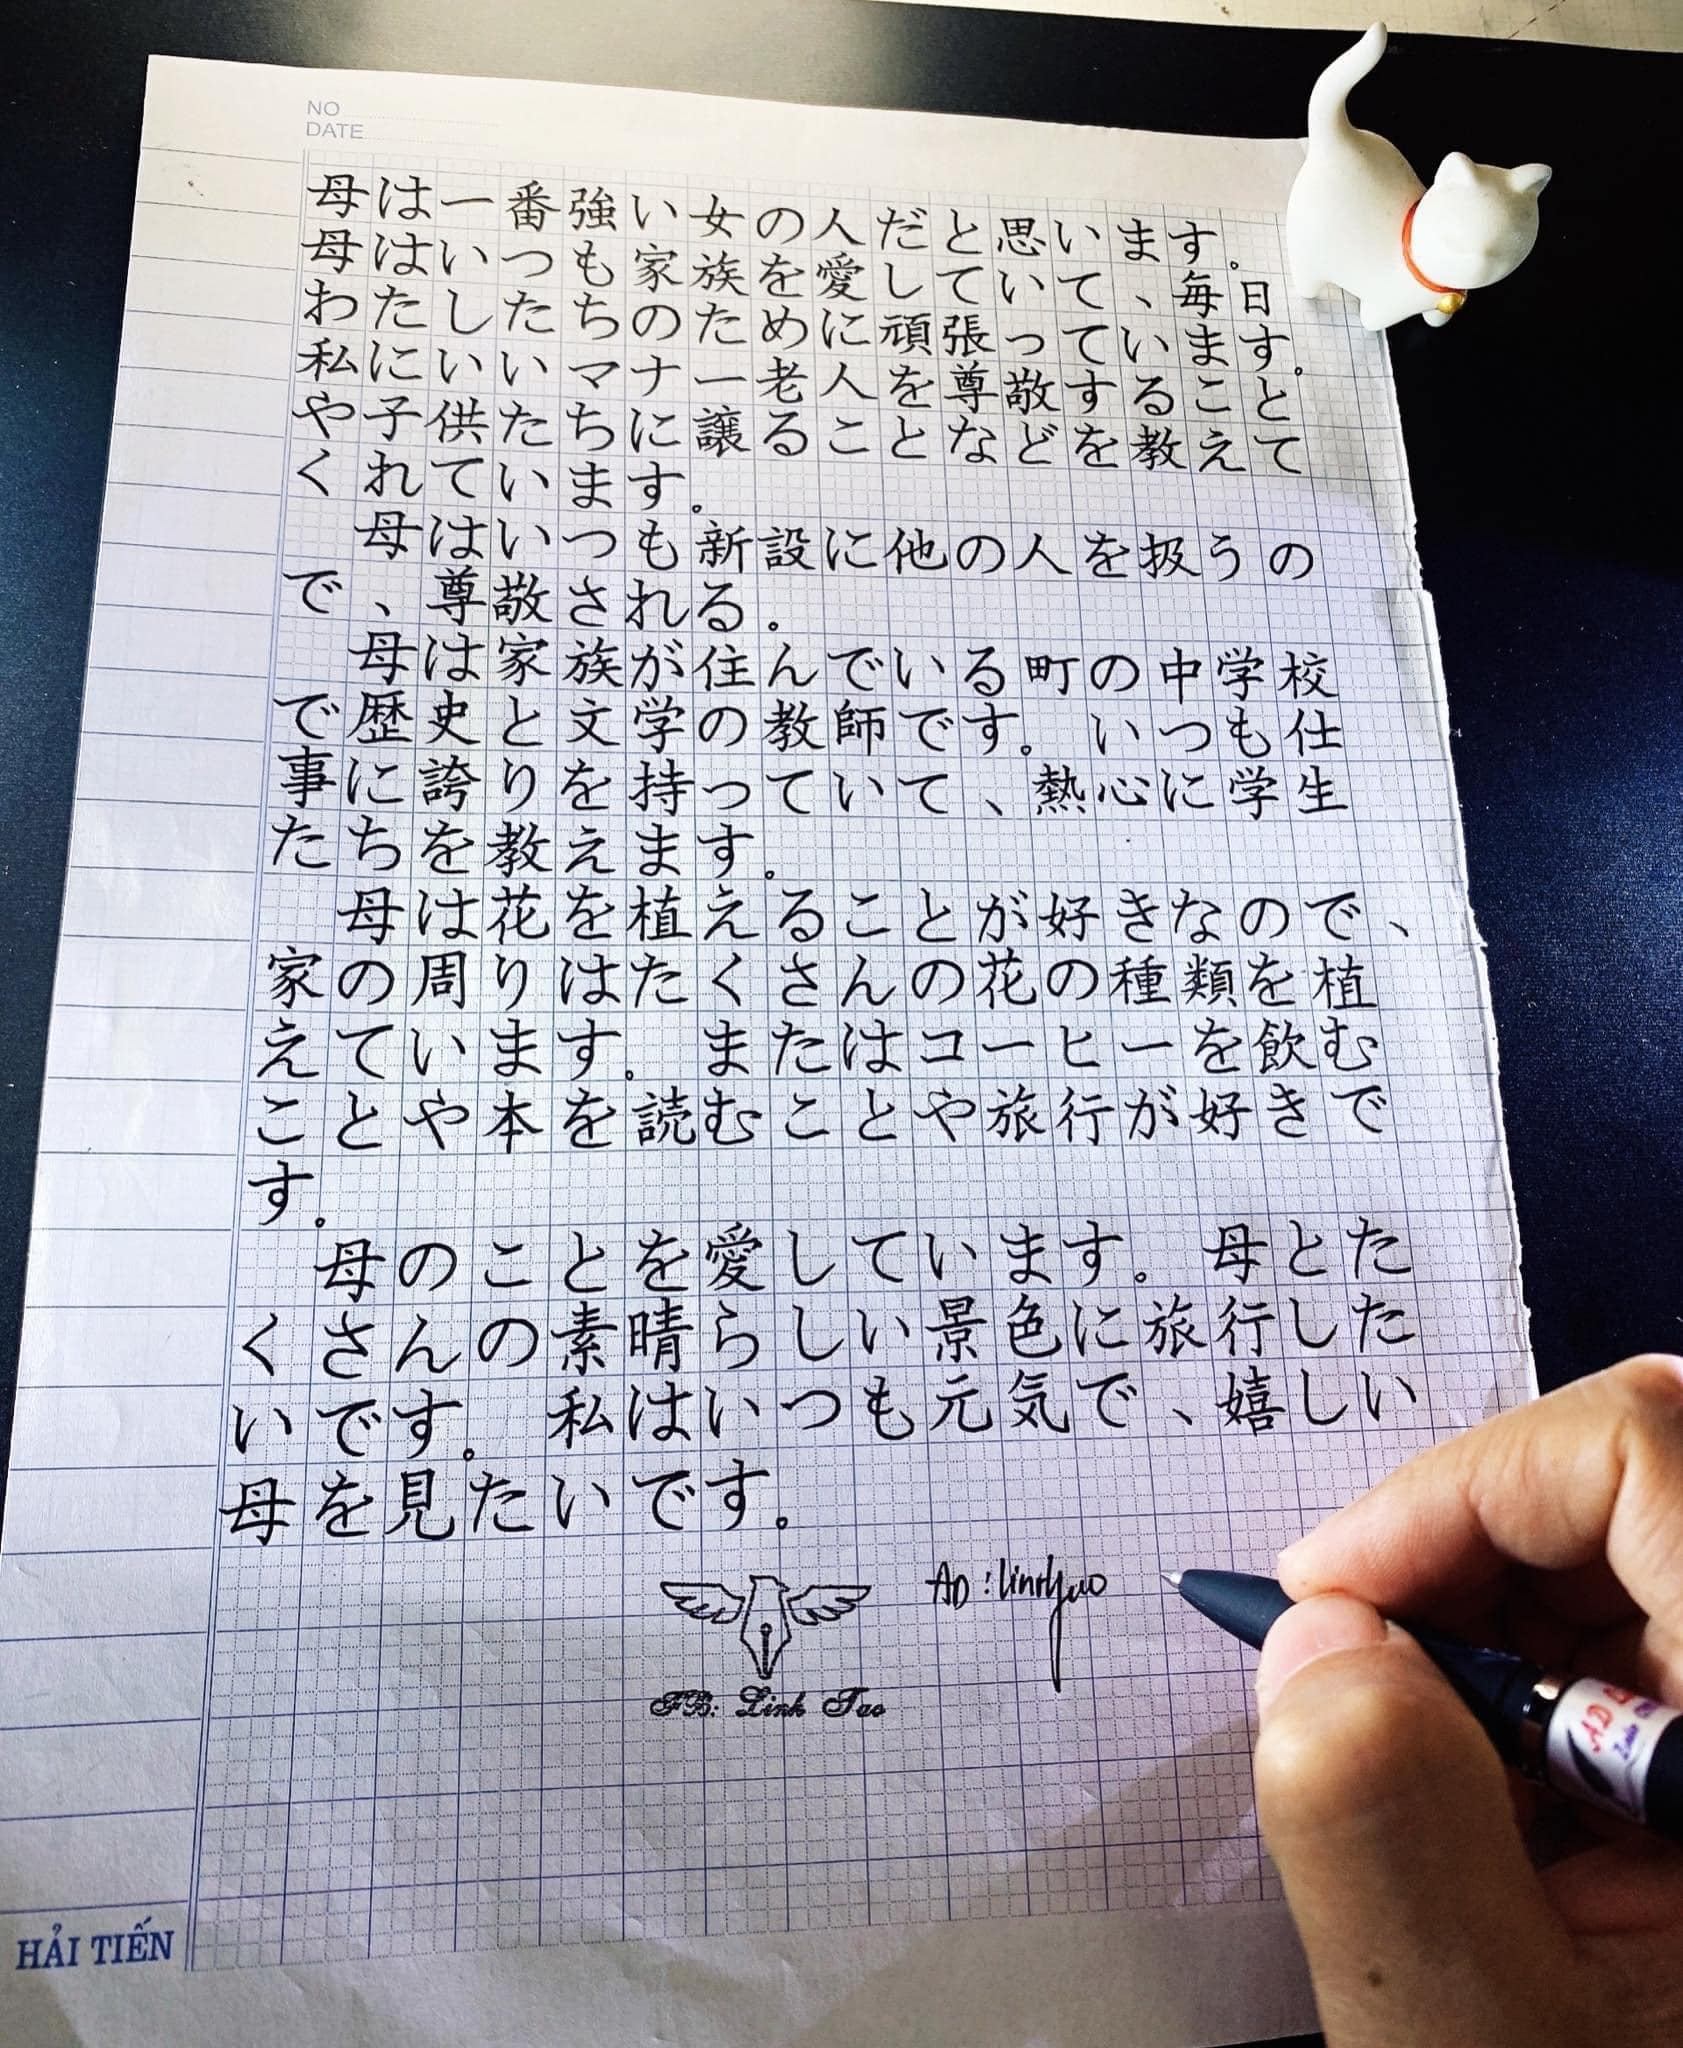 NO
DATE
母は一番強い女の人だと思います。
母はいつも家族を愛していて、毎日
わたしたちのために頑張っています。
私にいいマナー老人を尊敬すること
や子供たちに譲ることなどを教えて
くれています。
母はいつも新設に他の人を扱うの
で、尊敬される。
母は家族が住んでいる町の中学校
で歴史と文学の教師です。いつも仕
事に誇りを持っていて、熱心に学生
たちを教えます。
母は花を植えることが好きなので、
家の周りはたくさんの花の種類を植
えています。またはコーヒーを飲む
ことや本を読むことや旅行が好きで
す。
母のことを愛しています。母とた
くさんの素晴らしい景色に旅行した
いです。私はいつも元気で、嬉しい
母を見たいです。
AD:
FB: Linh Tao
AD
HẢI TIẾN